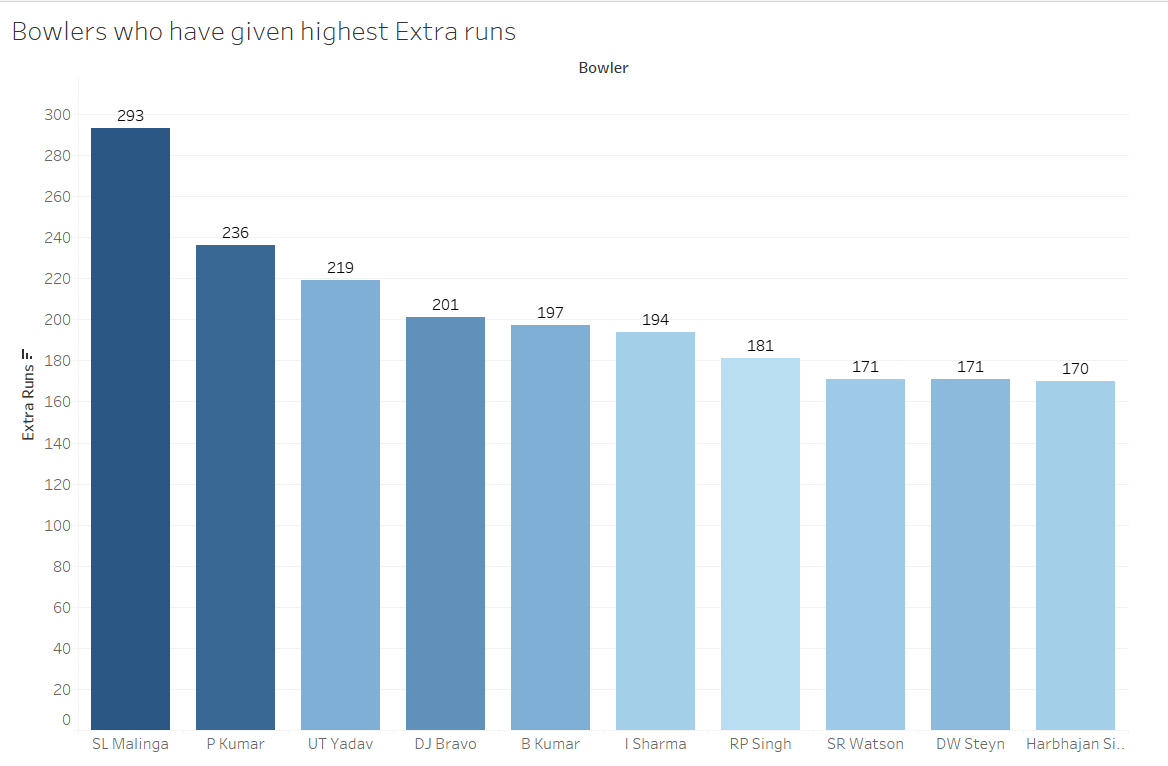 Bowlers who have given highest Extra runs
Bowler
Extra Runs
300
280
260
240
220
200
180
160
140
120
100
80
60
40
20
0
293
236
219
201
197
194
181
171
171
170
SL Malinga
P Kumar
UT Yadav
DJ Bravo
B Kumar
I Sharma
RP Singh
SR Watson
DW Steyn
Harbhajan Si..